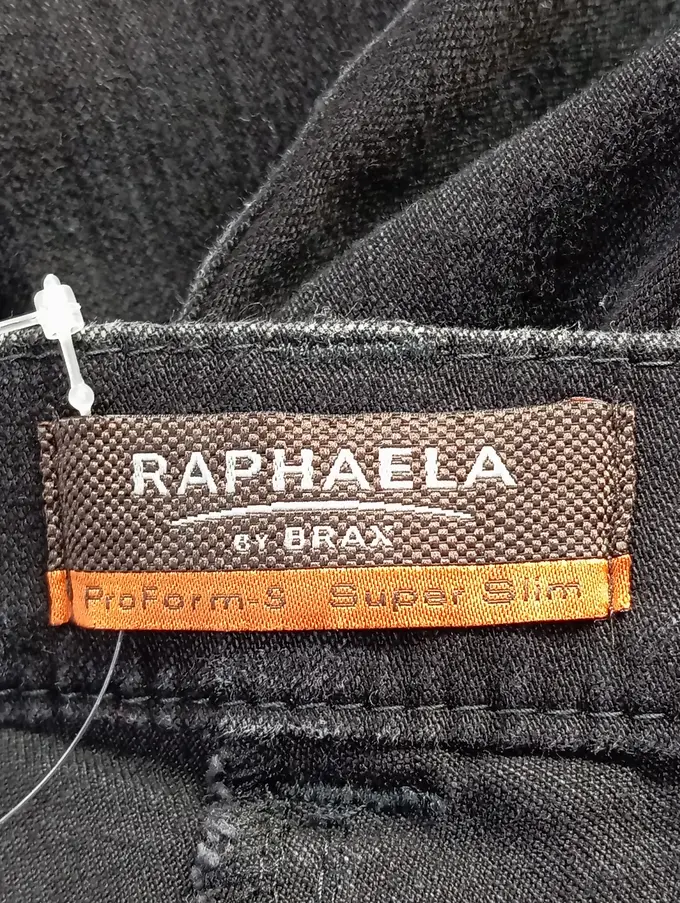 RAPHAELA
BY BRAX
ProForm-S Super Slim